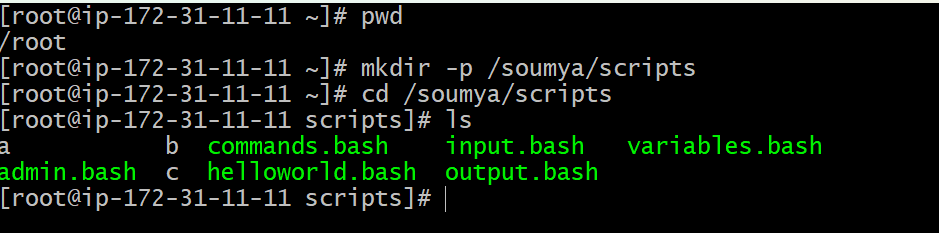 [root@ip-172-31-11-11 ~]# pwd
/root
[root@ip-172-31-11-11 ~]# mkdir -p /soumya/scripts
[root@ip-172-31-11-11 ~]# cd /soumya/scripts
[root@ip-172-31-11-11 scripts]# ls
a           b  commands.bash    input.bash   variables.bash
admin.bash  c  helloworld.bash  output.bash
[root@ip-172-31-11-11 scripts]#